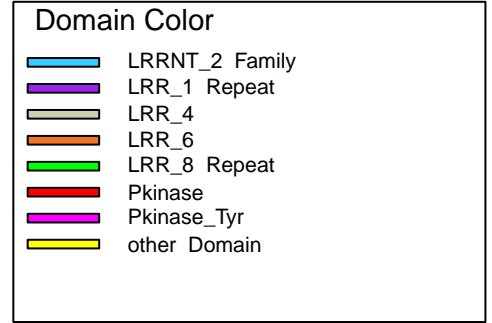 Domain Color
LRRNT_2 Family
LRR_1 Repeat
LRR_4
LRR_6
LRR_8 Repeat
Pkinase
Pkinase_Tyr
other Domain